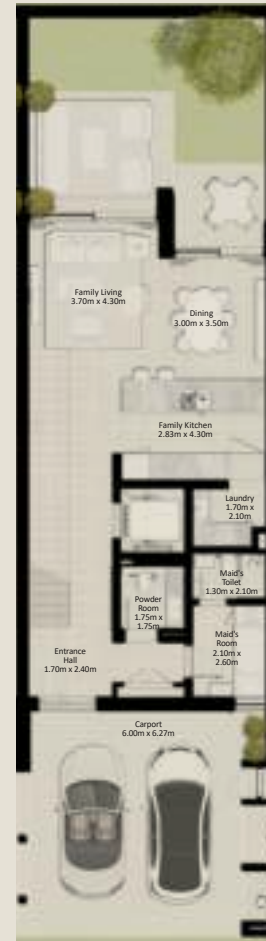 Family Living
3.70m x 4.30m
Dining
3.00m x 3.50m
Family Kitchen
2.83m x 4.30m
Laundry
1.70m x
2.10m
Maid's
Toilet
1.30m x 2.10m
Powder
Room
1.75m x
1.75m
Maid's
Room
2.10m x
2.60m
Entrance
Hall
1.70m x 2.40m
Carport
6.00m x 6.27m